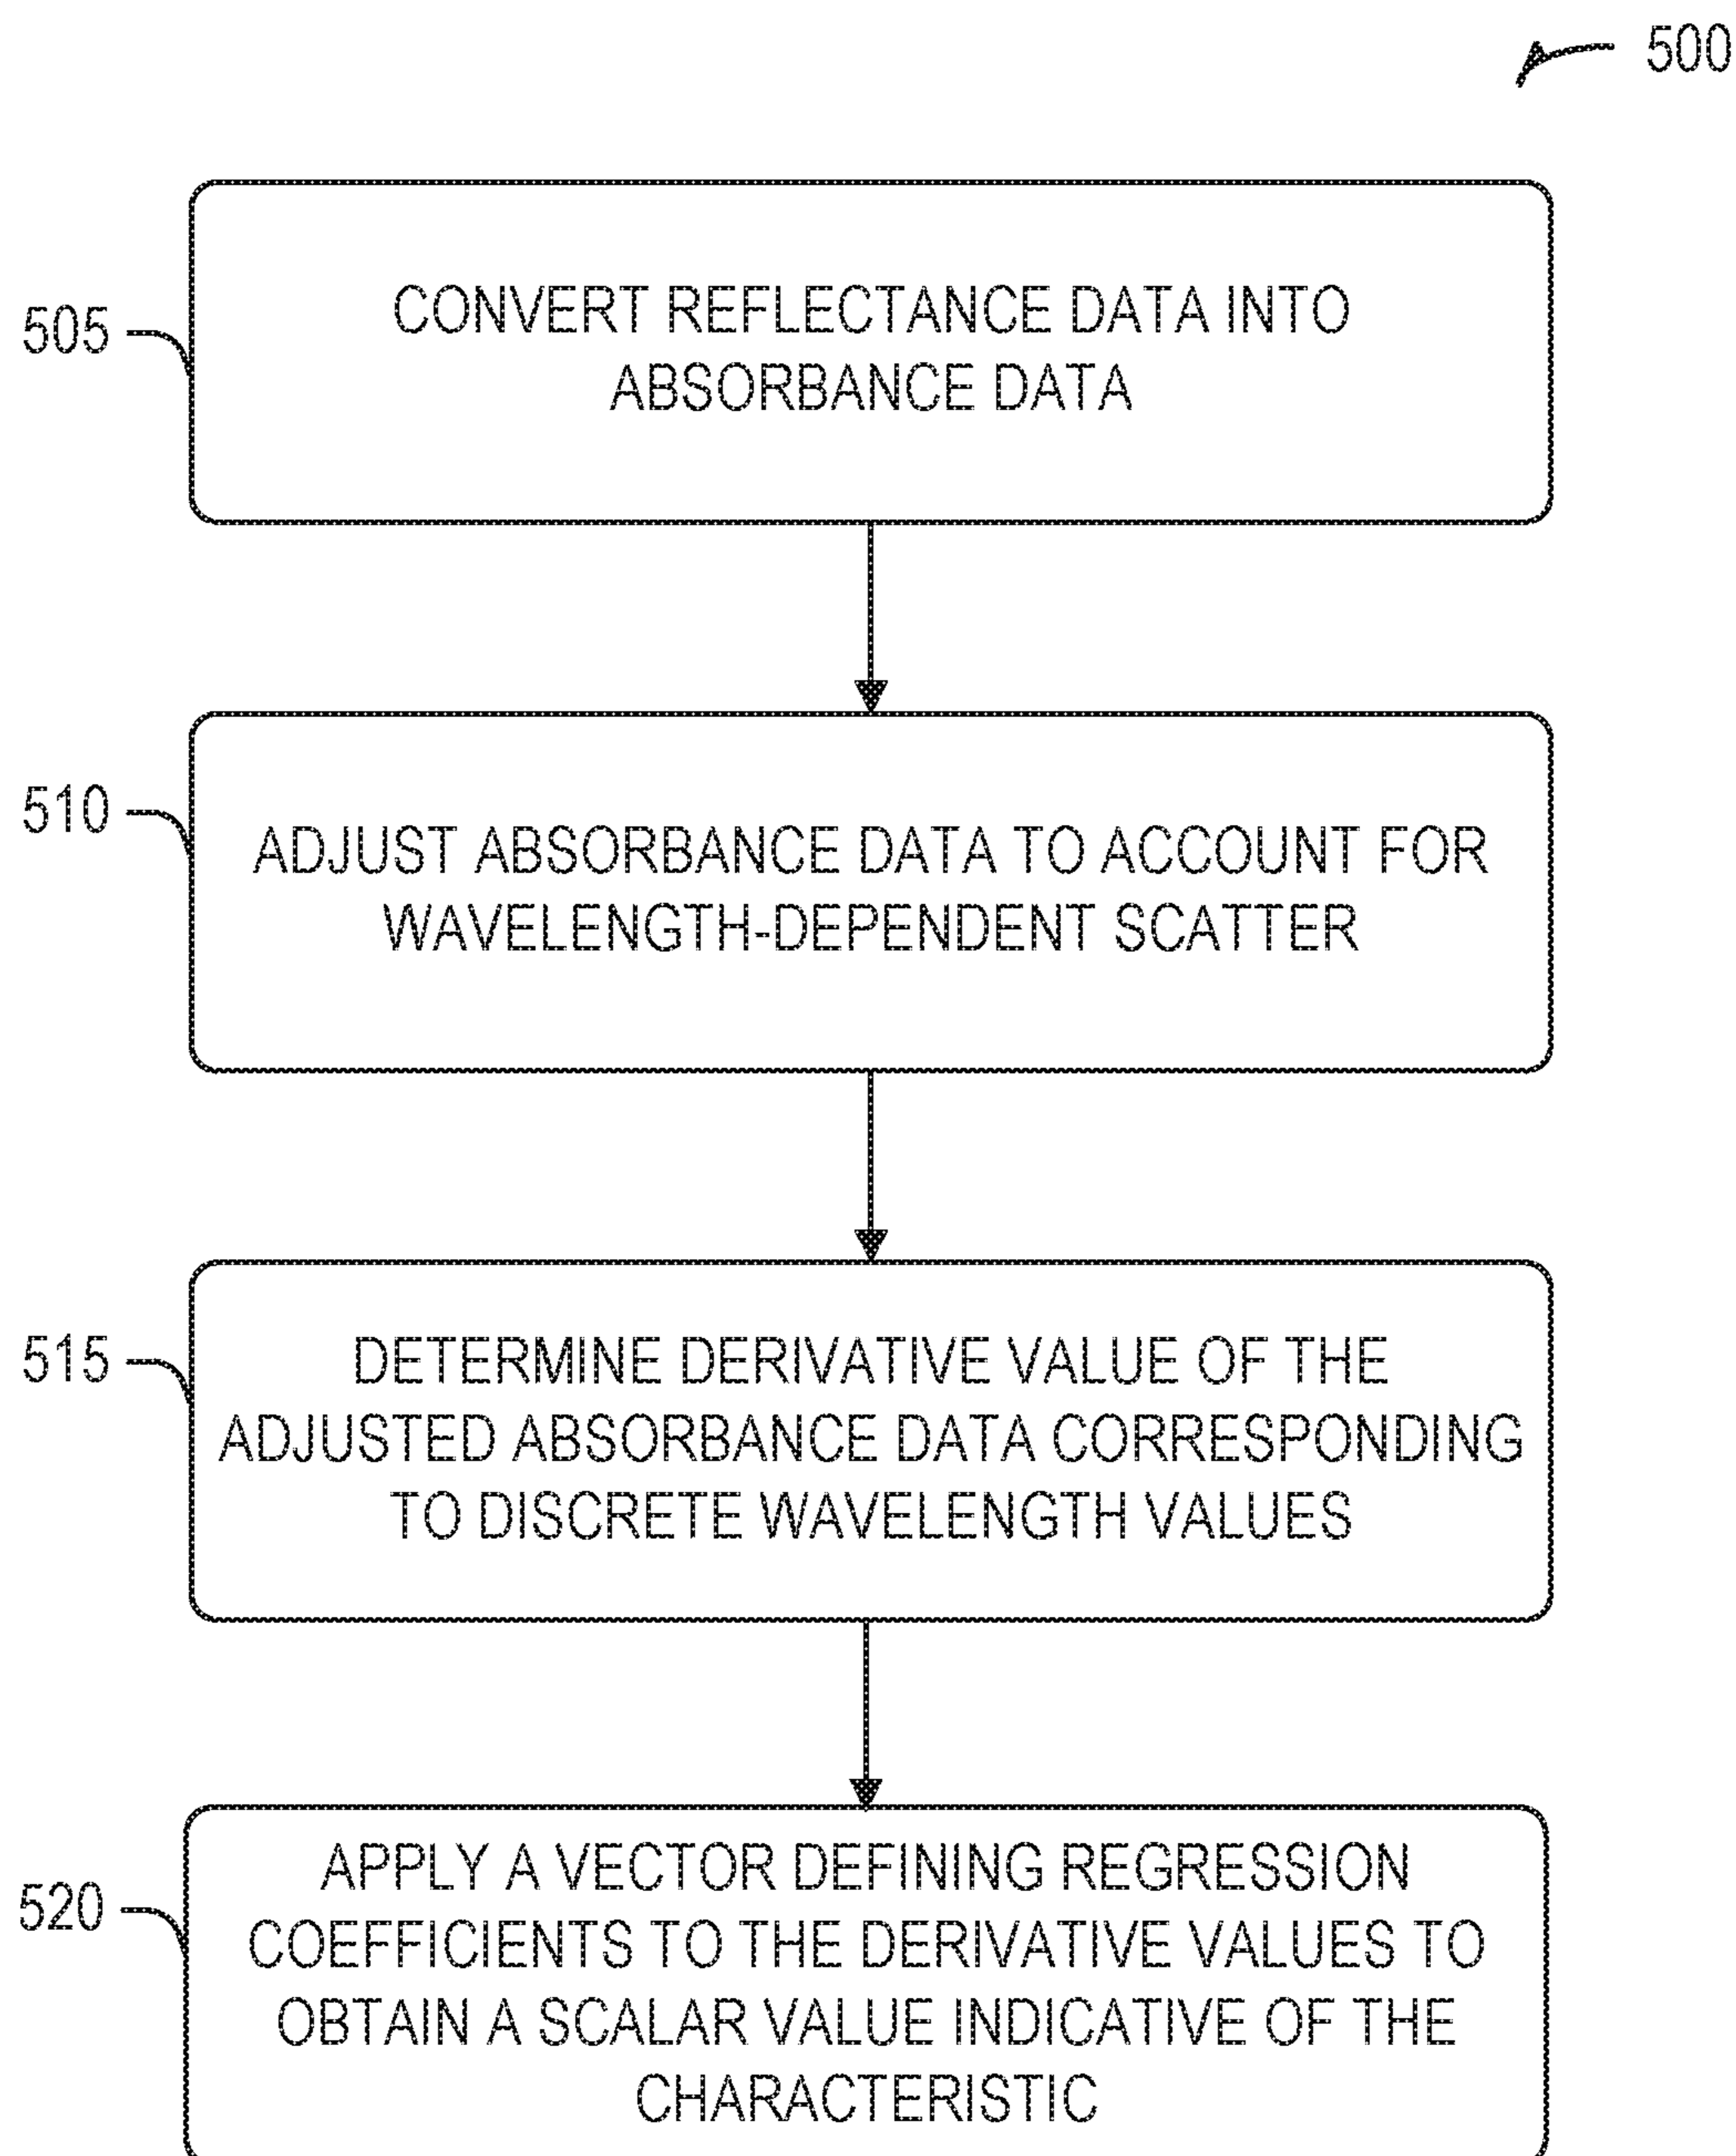 500
505
CONVERT REFLECTANCE DATA INTO
ABSORBANCE DATA
510
ADJUST ABSORBANCE DATA TO ACCOUNT FOR
WAVELENGTH-DEPENDENT SCATTER
515
DETERMINE DERIVATIVE VALUE OF THE
ADJUSTED ABSORBANCE DATA CORRESPONDING
TO DISCRETE WAVELENGTH VALUES
520
APPLY A VECTOR DEFINING REGRESSION
COEFFICIENTS TO THE DERIVATIVE VALUES TO
OBTAIN A SCALAR VALUE INDICATIVE OF THE
CHARACTERISTIC